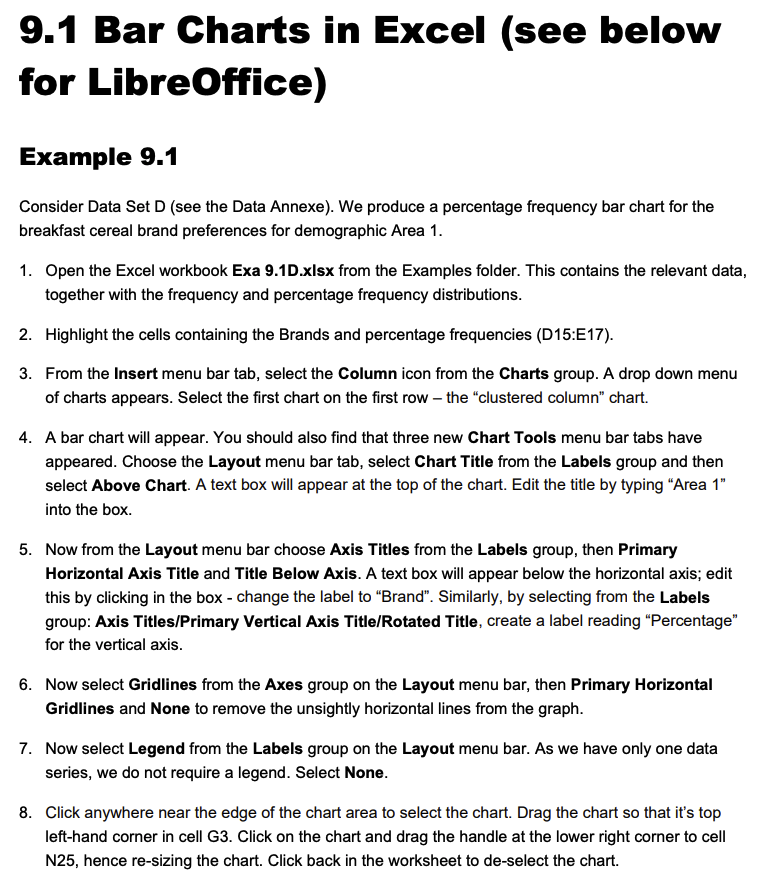 9.1 Bar Charts in Excel (see below
for LibreOffice)
Example 9.1
Consider Data Set D (see the Data Annexe). We produce a percentage frequency bar chart for the
breakfast cereal brand preferences for demographic Area 1.
1. Open the Excel workbook Exa 9.1D.xlsx from the Examples folder. This contains the relevant data,
together with the frequency and percentage frequency distributions.
2. Highlight the cells containing the Brands and percentage frequencies (D15:E17).
3. From the Insert menu bar tab, select the Column icon from the Charts group. A drop down menu
of charts appears. Select the first chart on the first row – the “clustered column” chart.
4. A bar chart will appear. You should also find that three new Chart Tools menu bar tabs have
appeared. Choose the Layout menu bar tab, select Chart Title from the Labels group and then
select Above Chart. A text box will appear at the top of the chart. Edit the title by typing “Area 1”
into the box.
5. Now from the Layout menu bar choose Axis Titles from the Labels group, then Primary
Horizontal Axis Title and Title Below Axis. A text box will appear below the horizontal axis; edit
this by clicking in the box - change the label to “Brand”. Similarly, by selecting from the Labels
group: Axis Titles/Primary Vertical Axis Title/Rotated Title, create a label reading “Percentage”
for the vertical axis.
6. Now select Gridlines from the Axes group on the Layout menu bar, then Primary Horizontal
Gridlines and None to remove the unsightly horizontal lines from the graph.
7. Now select Legend from the Labels group on the Layout menu bar. As we have only one data
series, we do not require a legend. Select None.
8. Click anywhere near the edge of the chart area to select the chart. Drag the chart so that it’s top
left-hand corner in cell G3. Click on the chart and drag the handle at the lower right corner to cell
N25, hence re-sizing the chart. Click back in the worksheet to de-select the chart.